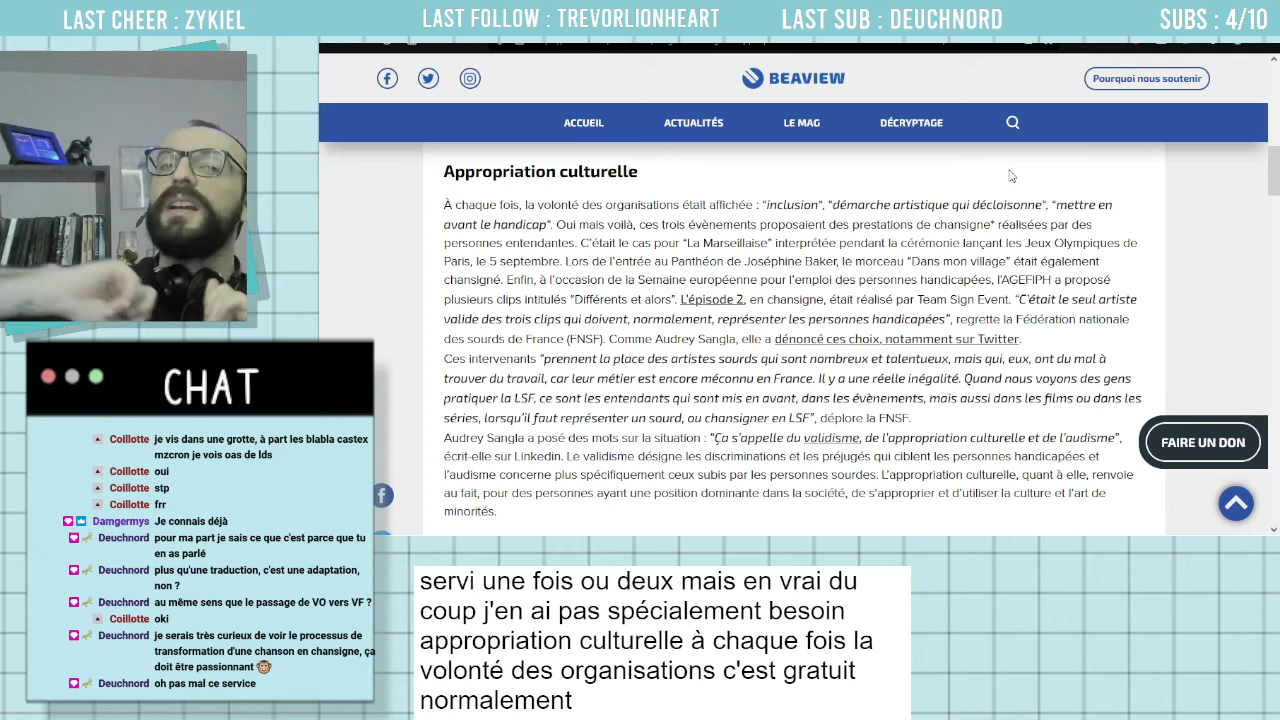 LAST CHEER : ZYKIEL
LAST FOLLOW : TREVORLIONHEART
LAST SUB : DEUCHNORD
SUBS : 4/10
BEAVIEW
Pourquoi nous soutenir
ACCUEIL
ACTUALITÉS
LE MAG
DÉCRYPTAGE
Appropriation culturelle
À chaque fois, la volonté des organisations était affichée : “inclusion“, “démarche artistique qui décloisonne“, “mettre en
avant le handicap“. Oui mais voilà, ces trois évènements proposaient des prestations de chansigne* réalisées par des
personnes entendantes. C’était le cas pour “La Marseillaise” interprétée pendant la cérémonie lançant les Jeux Olympiques de
Paris, le 5 septembre. Lors de l’entrée au Panthéon de Joséphine Baker, le morceau “Dans mon village” était également
chansigné. Enfin, à l’occasion de la Semaine européenne pour l’emploi des personnes handicapées, l’AGEFIPH a proposé
plusieurs clips intitulés “Différents et alors”. L’épisode 2, en chansigne, était réalisé par Team Sign Event. “C’était le seul artiste
valide des trois clips qui doivent, normalement, représenter les personnes handicapées”, regrette la Fédération nationale
des sourds de France (FNSF). Comme Audrey Sangla, elle a dénoncé ces choix, notamment sur Twitter.
Ces intervenants “prennent la place des artistes sourds qui sont nombreux et talentueux, mais qui, eux, ont du mal à
trouver du travail, car leur métier est encore méconnu en France. Il y a une réelle inégalité. Quand nous voyons des gens
pratiquer la LSF, ce sont les entendants qui sont mis en avant, dans les évènements, mais aussi dans les films ou dans les
séries, lorsqu’il faut représenter un sourd, ou chansigner en LSF”, déplore la FNSF.
Audrey Sangla a posé des mots sur la situation : “Ça s’appelle du validisme, de l’appropriation culturelle et de l’audisme”,
écrit-elle sur Linkedin. Le validisme désigne les discriminations et les préjugés qui ciblent les personnes handicapées et
l’audisme concerne plus spécifiquement ceux subis par les personnes sourdes. L’appropriation culturelle, quant à elle, renvoie
au fait, pour des personnes ayant une position dominante dans la société, de s’approprier et d’utiliser la culture et l’art de
minorités.
FAIRE UN DON
CHAT
Coillotte je vis dans une grotte, à part les blabla castex
mzcron je vois oas de lds
Coillotte oui
Coillotte stp
Coillotte frr
Damgermys Je connais déjà
Deuchnord pour ma part je sais ce que c'est parce que tu
en as parlé
Deuchnord plus qu'une traduction, c'est une adaptation,
non ?
Deuchnord au même sens que le passage de VO vers VF ?
Coillotte oki
Deuchnord je serais très curieux de voir le processus de
transformation d'une chanson en chansigne, ça
doit être passionnant
Deuchnord oh pas mal ce service
servi une fois ou deux mais en vrai du
coup j'en ai pas spécialement besoin
appropriation culturelle à chaque fois la
volonté des organisations c'est gratuit
normalement